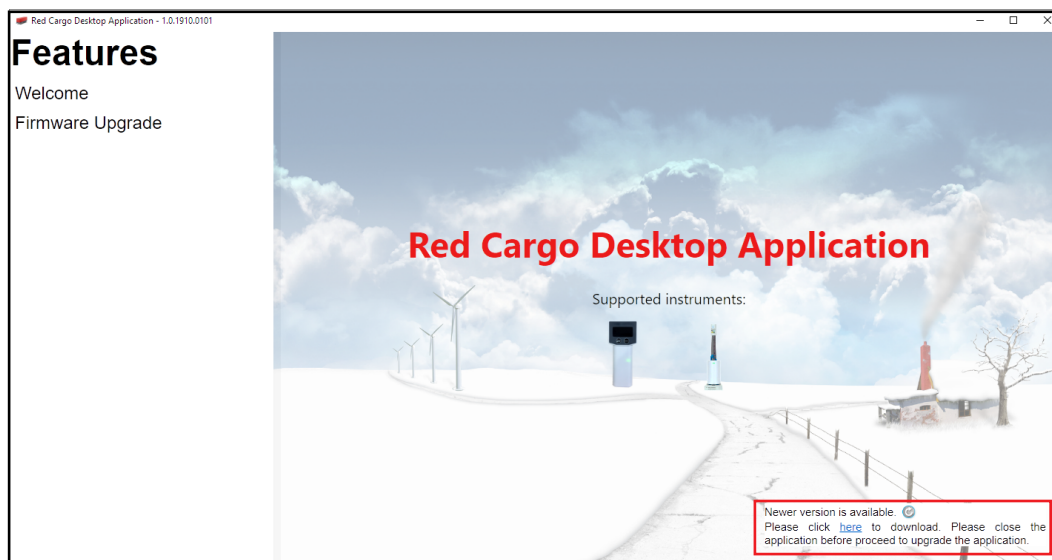 Red Cargo Desktop Application - 1.0.1910.0101
Features
Welcome
Firmware Upgrade
Red Cargo Desktop Application
Supported instruments:
Newer version is available.
Please click here to download. Please close the
application before proceed to upgrade the application.